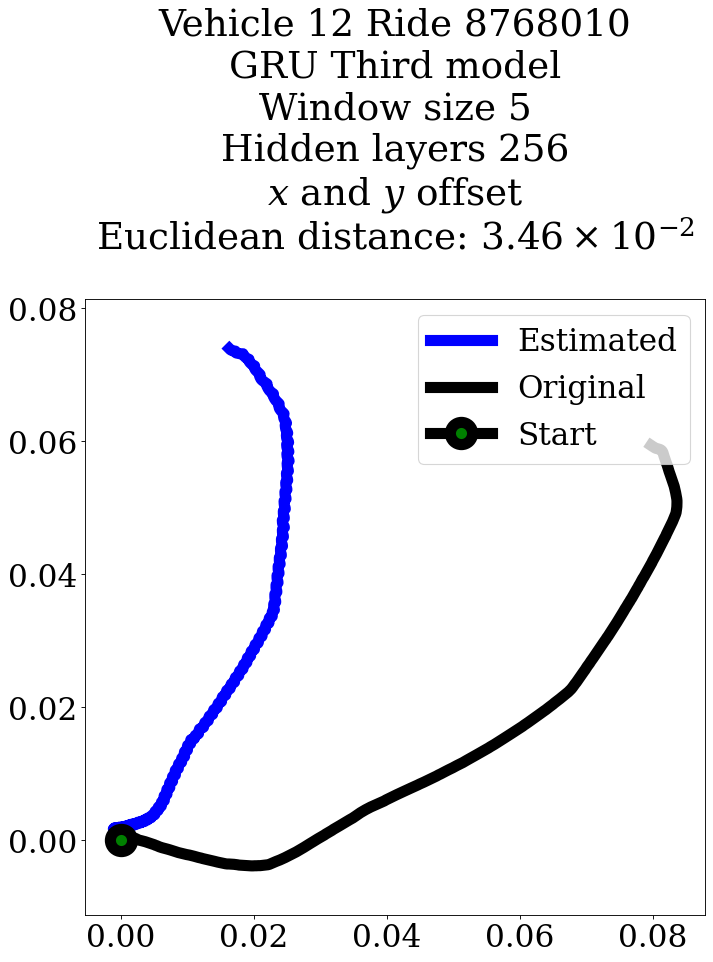 Vehicle 12 Ride 8768010
GRU Third model
Window size 5
Hidden layers 256
x and y offset
Euclidean distance: 3.46 × 10⁻²
Estimated
Original
Start
0.08
0.06
0.04
0.02
0.00
0.00 0.02 0.04 0.06 0.08